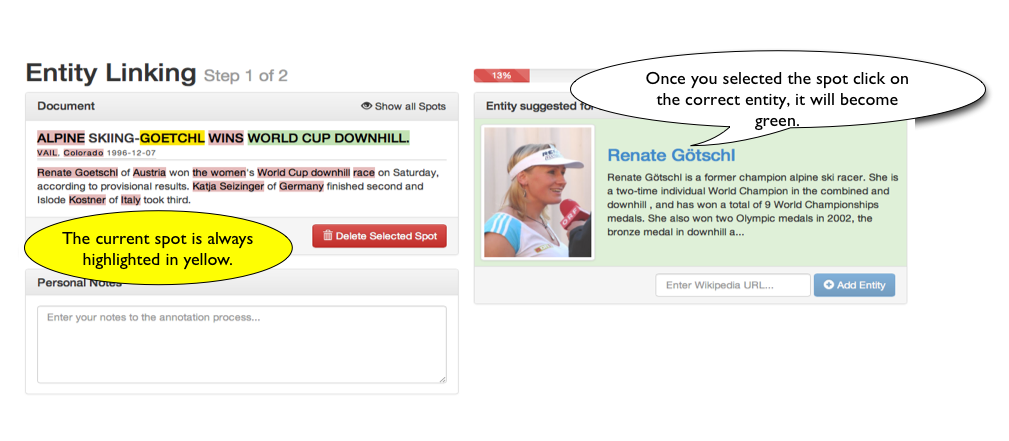 Entity Linking Step 1 of 2
Document
Show all Spots
ALPINE SKIING-GOETCHL WINS WORLD CUP DOWNHILL.
VAIL, Colorado 1996-12-07
Renate Goetschl of Austria won the women's World Cup downhill race on Saturday,
according to provisional results. Katja Seizinger of Germany finished second and
Islode Kostner of Italy took third.
The current spot is always
highlighted in yellow.
Delete Selected Spot
Personal Notes
Enter your notes to the annotation process...
13%
Once you selected the spot click on
the correct entity, it will become
green.
Entity suggested for
Renate Götschl
Renate Götschl is a former champion alpine ski racer. She is
a two-time individual World Champion in the combined and
downhill , and has won a total of 9 World Championships
medals. She also won two Olympic medals in 2002, the
bronze medal in downhill a...
Enter Wikipedia URL...
Add Entity